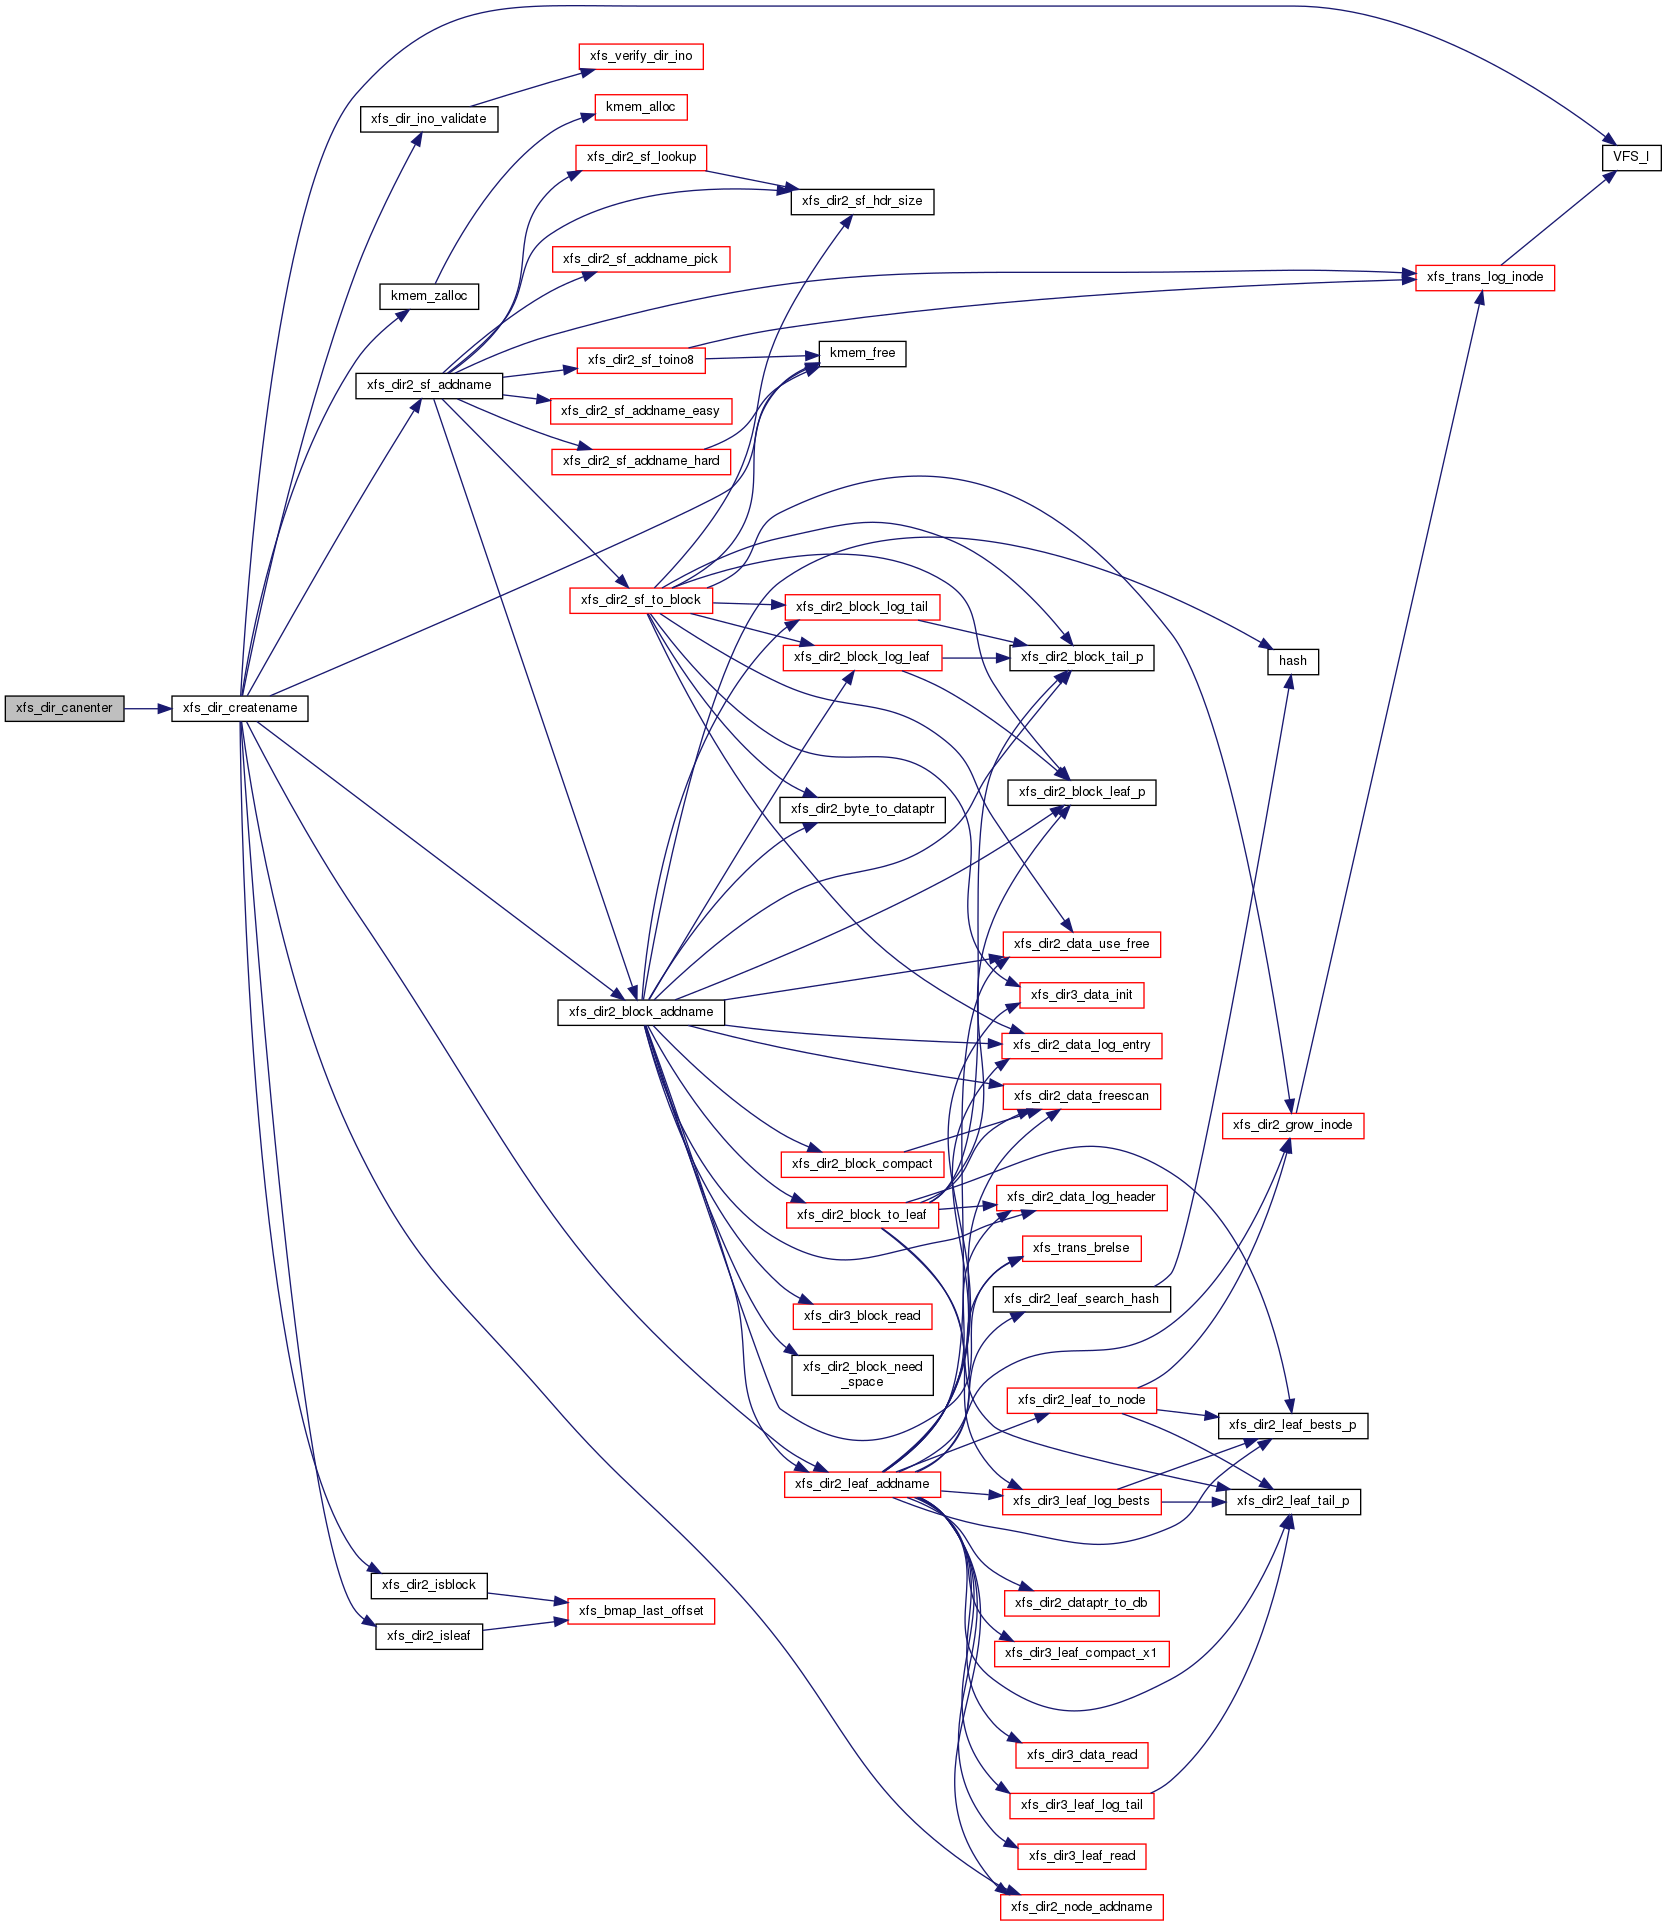 xfs_verify_dir_ino
kmem_alloc
xfs_dir_ino_validate
VFS_I
xfs_dir2_sf_lookup
xfs_dir2_sf_hdr_size
xfs_dir2_sf_addname_pick
xfs_trans_log_inode
kmem_zalloc
kmem_free
xfs_dir2_sf_toino8
xfs_dir2_sf_addname
xfs_dir2_sf_addname_easy
xfs_dir2_sf_addname_hard
xfs_dir2_sf_to_block
xfs_dir2_block_log_tail
xfs_dir2_block_log_leaf
xfs_dir2_block_tail_p
hash
xfs_dir_canenter
xfs_dir_createname
xfs_dir2_block_leaf_p
xfs_dir2_byte_to_dataptr
xfs_dir2_data_use_free
xfs_dir3_data_init
xfs_dir2_block_addname
xfs_dir2_data_log_entry
xfs_dir2_data_freescan
xfs_dir2_grow_inode
xfs_dir2_block_compact
xfs_dir2_data_log_header
xfs_dir2_block_to_leaf
xfs_trans_brelse
xfs_dir2_leaf_search_hash
xfs_dir3_block_read
xfs_dir2_block_need
_space
xfs_dir2_leaf_to_node
xfs_dir2_leaf_bests_p
xfs_dir2_leaf_addname
xfs_dir3_leaf_log_bests
xfs_dir2_leaf_tail_p
xfs_dir2_isblock
xfs_dir2_dataptr_to_db
xfs_bmap_last_offset
xfs_dir2_isleaf
xfs_dir3_leaf_compact_x1
xfs_dir3_data_read
xfs_dir3_leaf_log_tail
xfs_dir3_leaf_read
xfs_dir2_node_addname